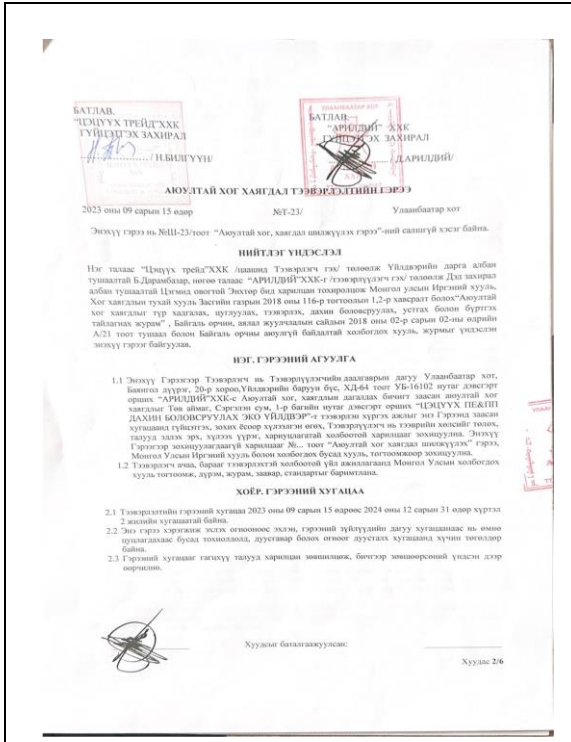 БАТЛАВ.
"ЦЭЦҮҮХ ТРЕЙД"ХХК
ГҮЙЦЭТГЭХ ЗАХИРАЛ
/ Н.БИЛГҮҮН/
УЛААНБААТАР ХОТ
БАТЛАВ:
"АРИЛДИЙ" ХХК
ГҮЙЦЭТГЭХ ЗАХИРАЛ
Д.АРИЛДИЙ/
АЮУЛТАЙ ХОГ ХАЯГДАЛ ТЭЭВЭРЛЭЛТИЙН ГЭРЭЭ
2023 оны 09 сарын 15 өдөр №Т-23/ Улаанбаатар хот
Энэхүү гэрээ нь №Ш-23/тоот "Аюултай хог, хаягдал шилжүүлэх гэрээ"-ний салшгүй хэсэг байна.
НИЙТЛЭГ ҮНДЭСЛЭЛ
Нэг талаас "Цэцүүх трейд"ХХК /цаашид Тээвэрлэгч гэх/ төлөөлж Үйлдвэрийн дарга албан
тушаалтай Б.Дарамбазар, нөгөө талаас "АРИЛДИЙ"ХХК-г /тээвэрлүүлэгч гэх/ төлөөлж Дэд захирал
албан тушаалтай Цэгмид овогтой Энхтөр бид харилцан тохиролцож Монгол улсын Иргэний хууль,
Хог хаягдлын тухай хууль Засгийн газрын 2018 оны 116-р тогтоолын 1,2-р хавсралт болох"Аюултай
хог хаягдлыг түр хадгалах, цуглуулах, тээвэрлэх, дахин боловсруулах, устгах болон бүртгэх
тайлагнах журам" , Байгаль орчин, аялал жуулчлалын сайдын 2018 оны 02-р сарын 02-ны өдрийн
А/21 тоот тушаал болон Байгаль орчны аюулгүй байдалтай холбогдох хууль, журмыг үндэслэн
энэхүү гэрээг байгуулав.
НЭГ. ГЭРЭЭНИЙ АГУУЛГА
1.1 Энэхүү Гэрээгээр Тээвэрлэгч нь Тээвэрлүүлэгчийн даалгаврын дагуу Улаанбаатар хот,
Баянгол дүүрэг, 20-р хороо,Үйлдвэрийн баруун бүс, ХД-64 тоот УБ-16102 нутаг дэвсгэрт
орших "АРИЛДИЙ"ХХК-с Аюултай хог, хаягдлын дагалдах бичигт заасан аюултай хог
хаягдлыг Төв аймаг, Сэргэлэн сум, 1-р багийн нутаг дэвсгэрт орших "ЦЭЦҮҮХ ПЕ&ПП
ДАХИН БОЛОВСРУУЛАХ ЭКО ҮЙЛДВЭР"-т тээвэрлэн хүргэх ажлыг энэ Гэрээнд заасан
хугацаанд гүйцэтгэх, зохих ёсоор хүлээлгэн өгөх, Тээвэрлүүлэгч нь тээврийн хөлсийг төлөх,
талууд эдлэх эрх, хүлээх үүрэг, хариуцлагатай холбоотой харилцааг зохицуулна. Энэхүү
Гэрээгээр зохицуулагдаагүй харилцааг №... тоот "Аюултай хог хаягдал шилжүүлэх" гэрээ,
Монгол Улсын Иргэний хууль болон холбогдох бусад хууль, тогтоомжоор зохицуулна.
1.2 Тээвэрлэгч ачаа, барааг тээвэрлэхтэй холбоотой үйл ажиллагаанд Монгол Улсын холбогдох
хууль тогтоомж, дүрэм, журам, заавар, стандартыг баримтална.
ХОЁР. ГЭРЭЭНИЙ ХУГАЦАА
2.1 Тээвэрлэлтийн гэрээний хугацаа 2023 оны 09 сарын 15 өдрөөс 2024 оны 12 сарын 31 өдөр хүртэл
2 жилийн хугацаатай байна.
2.2 Энэ гэрээ хэрэгжиж эхлэх огнооноос эхлэн, гэрээний зүйлүүдийн дагуу хугацаанаас нь өмнө
цуцлагдахаас бусад тохиолдолд, дуусгавар болох огноог дуусталх хугацаанд хүчин төгөлдөр
байна.
2.3 Гэрээний хугацааг гагцхүү талууд харилцан зөвшилцөж, бичгээр зөвшөөрсөний үндсэн дээр
өөрчилнө.
Хуудсыг баталгаажуулсан:
Хуудас 2/6